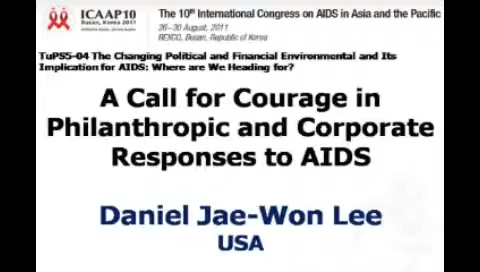 ICAAP10
Busan, Korea 2011
The 10th International Congress on AIDS in Asia and the Pacific
26-30 August, 2011
BEXCO, Busan, Republic of Korea
TuPS5-04 The Changing Political and Financial Environmental and Its
Implication for AIDS: Where are We Heading for?
A Call for Courage in
Philanthropic and Corporate
Responses to AIDS
Daniel Jae-Won Lee
USA